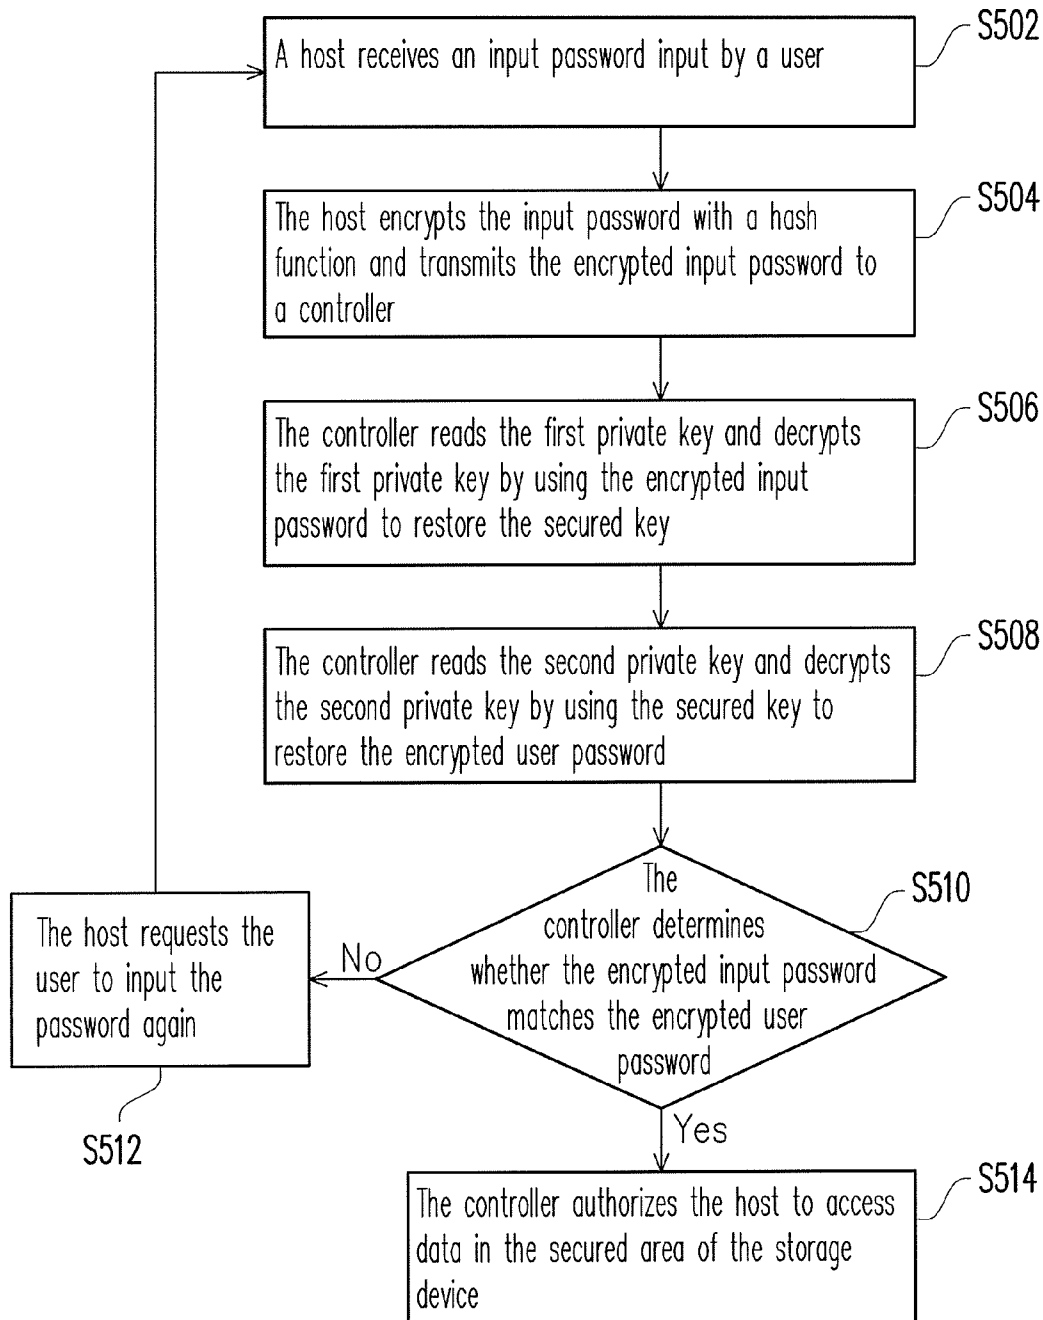 S502
A host receives an input password input by a user
S504
The host encrypts the input password with a hash
function and transmits the encrypted input password to
a controller
S506
The controller reads the first private key and decrypts
the first private key by using the encrypted input
password to restore the secured key
S508
The controller reads the second private key and decrypts
the second private key by using the secured key to
restore the encrypted user password
S510
The
controller determines
whether the encrypted input password
matches the encrypted user
password
No
The host requests the
user to input the
password again
S512
Yes
S514
The controller authorizes the host to access
data in the secured area of the storage
device